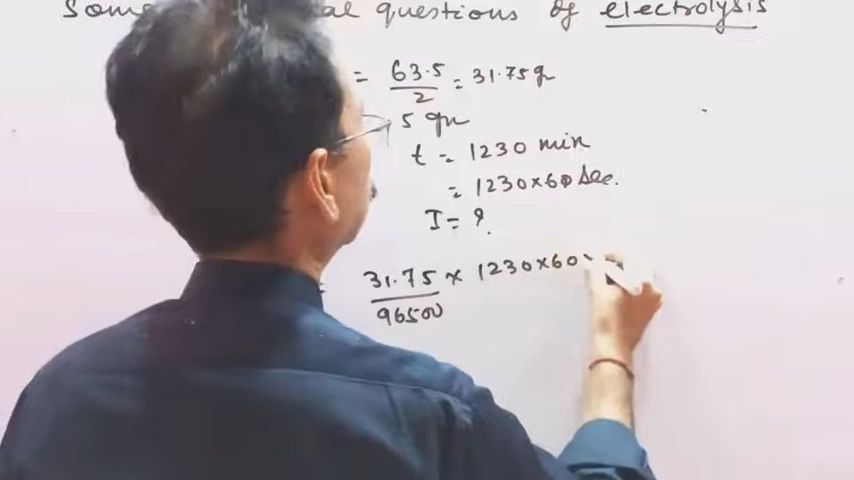 Some questions of electrolysis
= 63.5/2 = 31.75 g
5 gm
t = 1230 min
= 1230×60 Sec.
I = ?
31.75/96500 × 1230×60